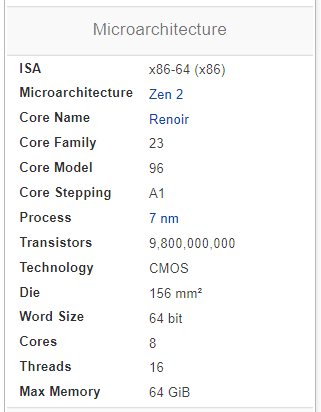 Microarchitecture
ISA x86-64 (x86)
Microarchitecture Zen 2
Core Name Renoir
Core Family 23
Core Model 96
Core Stepping A1
Process 7 nm
Transistors 9,800,000,000
Technology CMOS
Die 156 mm²
Word Size 64 bit
Cores 8
Threads 16
Max Memory 64 GiB